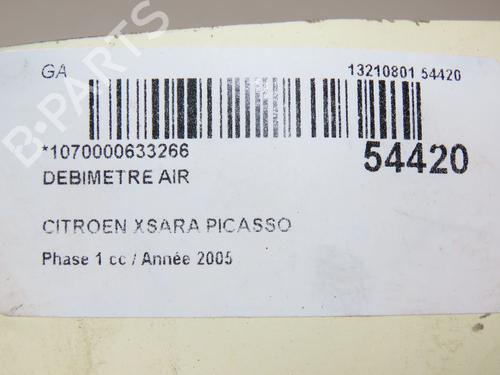 GA 13210801 54420
*1070000633266 54420
DEBIMETRE AIR
CITROEN XSARA PICASSO
Phase 1 cc / Année 2005
B-PARTS